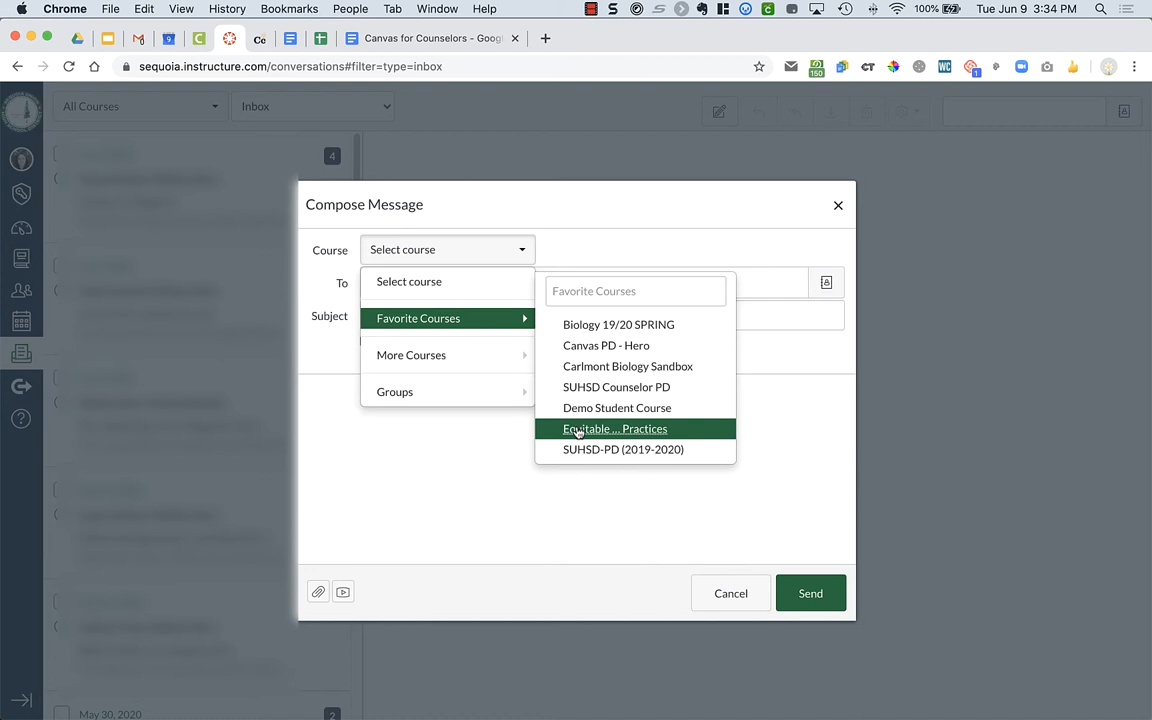 Chrome File Edit View History Bookmarks People Tab Window Help 100% Tue Jun 9 3:34 PM
Canvas for Counselors - Goog
sequoia.instructure.com/conversations#filter=type=inbox
150
1
All Courses Inbox
4
Compose Message
Course Select course
To
Subject
Select course
Favorite Courses
More Courses
Groups
Favorite Courses
Biology 19/20 SPRING
Canvas PD - Hero
Carlmont Biology Sandbox
SUHSD Counselor PD
Demo Student Course
Equitable ... Practices
SUHSD-PD (2019-2020)
Cancel Send
May 30, 2020
2